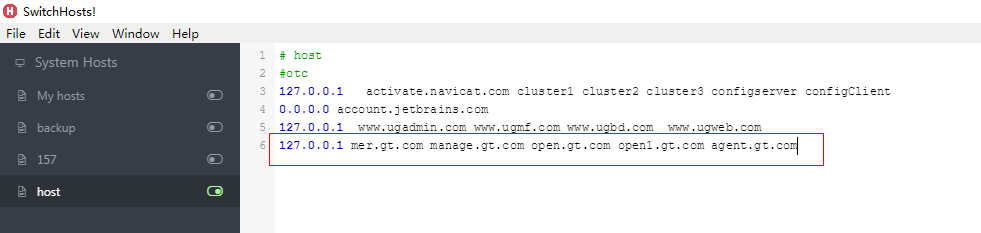 SwitchHosts!
File Edit View Window Help
System Hosts
My hosts
backup
157
host
1 # host
2 #otc
3 127.0.0.1   activate.navicat.com cluster1 cluster2 cluster3 configserver configClient
4 0.0.0.0 account.jetbrains.com
5 127.0.0.1  www.ugadmin.com www.ugmf.com www.ugbd.com  www.ugweb.com
6 127.0.0.1 mer.gt.com manage.gt.com open.gt.com open1.gt.com agent.gt.com